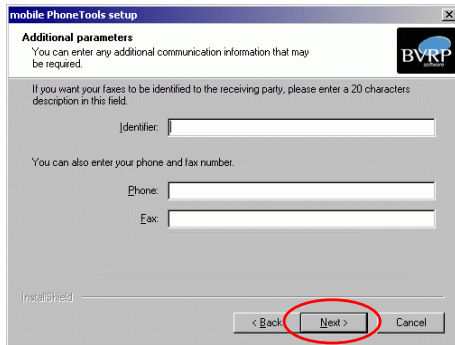 mobile PhoneTools setup
Additional parameters
You can enter any additional communication information that may
be required.
BVRP
software
If you want your faxes to be identified to the receiving party, please enter a 20 characters
description in this field.
Identifier:
You can also enter your phone and fax number.
Phone:
Fax:
InstallShield
< Back
Next >
Cancel